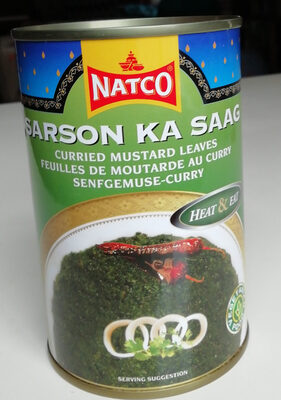 NATCO
SARSON KA SAAG
CURRIED MUSTARD LEAVES
FEUILLES DE MOUTARDE AU CURRY
SENFGEMUSE-CURRY
HEAT & EAT
SERVING SUGGESTION